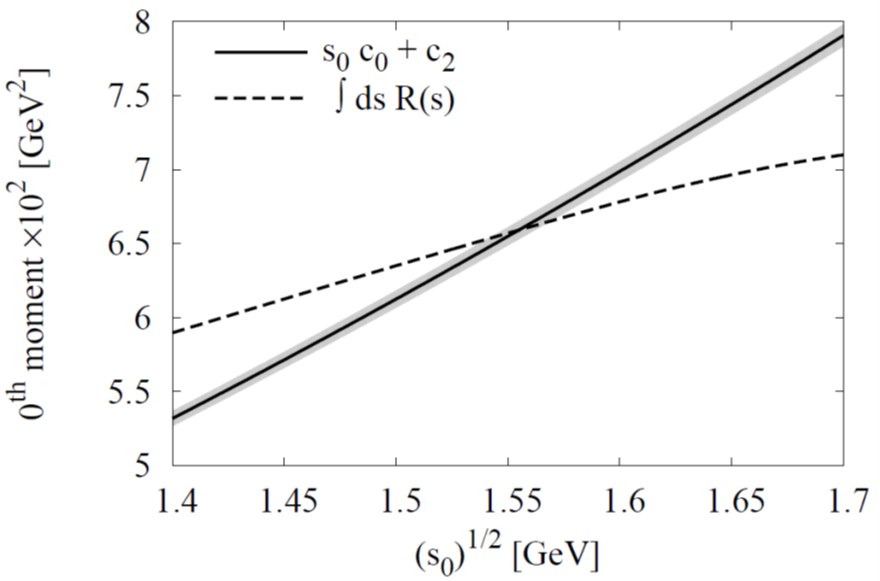 8
7.5
7
6.5
6
5.5
5
0th moment ×10² [GeV²]
s₀ c₀ + c₂
∫ ds R(s)
1.4 1.45 1.5 1.55 1.6 1.65 1.7
(s₀)^1/2 [GeV]